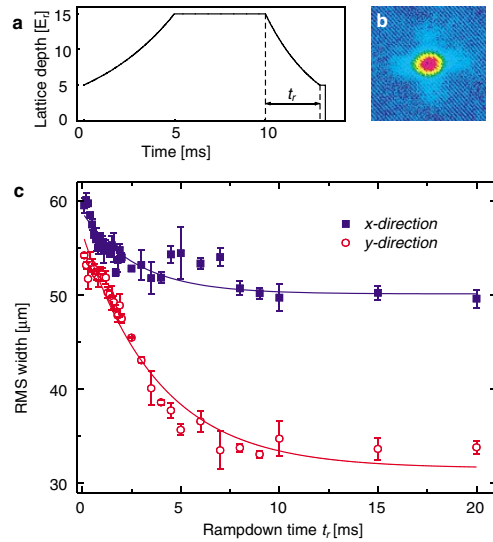 a
b
Lattice depth [Eᵣ]
15
10
5
0
tᵣ
0
5
10
Time [ms]
c
60
50
40
30
RMS width [µm]
x-direction
y-direction
0
5
10
15
20
Rampdown time tᵣ [ms]